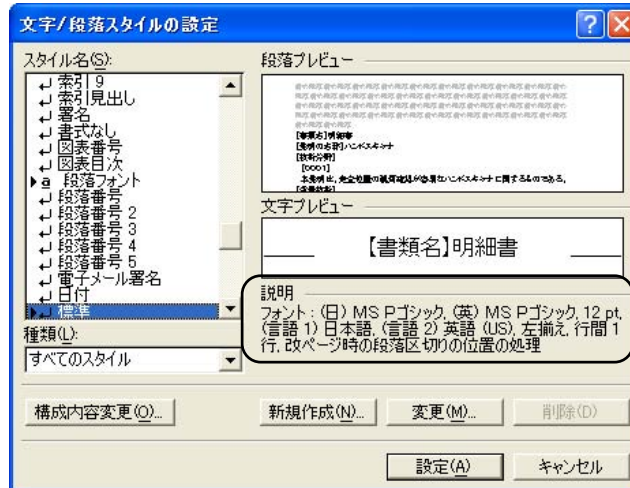 文字/段落スタイルの設定
スタイル名(S):
索引 9
索引見出し
署名
書式なし
図表番号
図表目次
a 段落フォント
段落番号
段落番号 2
段落番号 3
段落番号 4
段落番号 5
電子メール署名
日付
標準
種類(L):
すべてのスタイル
段落プレビュー
【書類名】明細書
【発明の名称】ハンドスキャナ
【技術分野】
【0001】
文字プレビュー
【書類名】明細書
説明
フォント : (日) MS Pゴシック, (英) MS Pゴシック, 12 pt,
(言語 1) 日本語, (言語 2) 英語 (US), 左揃え, 行間 1
行, 改ページ時の段落区切りの位置の処理
構成内容変更(O)...
新規作成(N)...
変更(M)...
削除(D)
設定(A)
キャンセル